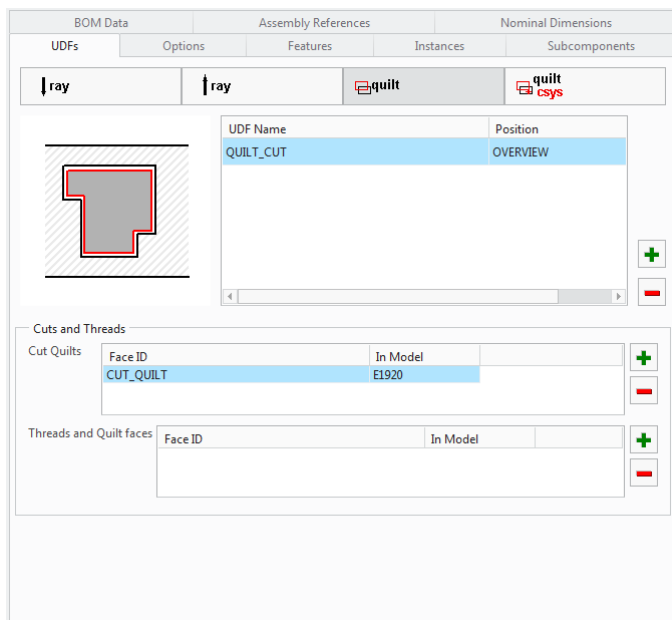 BOM Data Assembly References Nominal Dimensions
UDFs Options Features Instances Subcomponents
ray ray quilt quilt csys
UDF Name Position
QUILT_CUT OVERVIEW
Cuts and Threads
Cut Quilts
Face ID In Model
CUT_QUILT E1920
Threads and Quilt faces
Face ID In Model